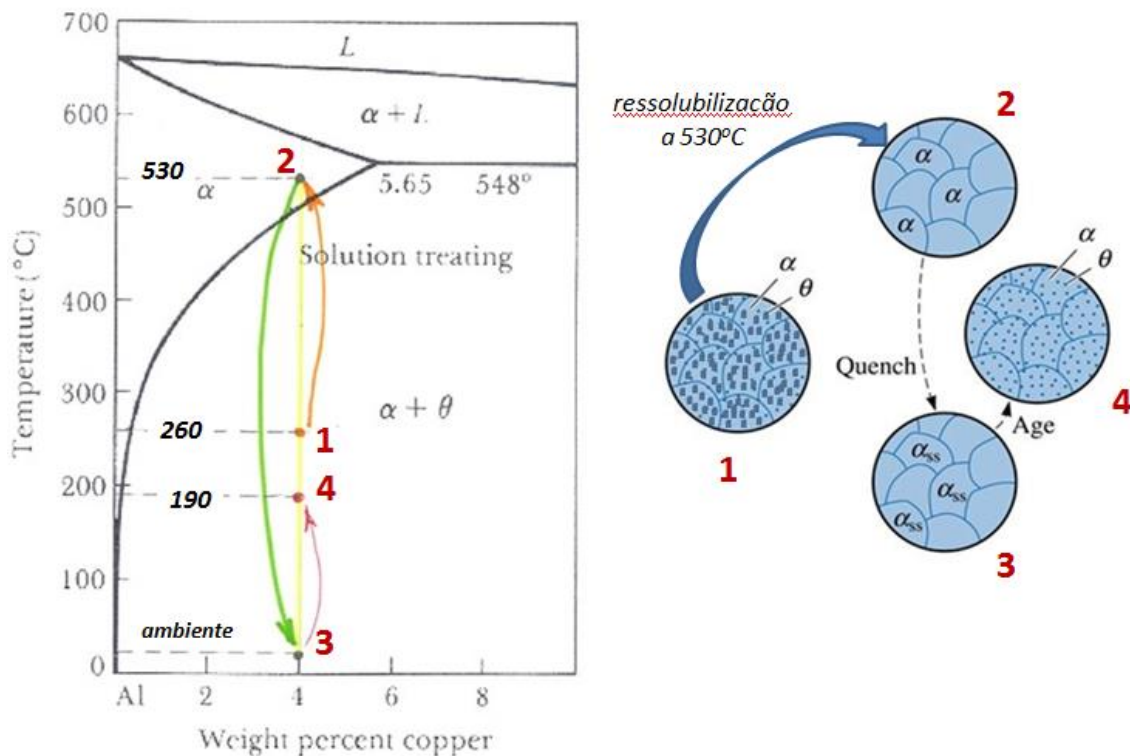 700
600
500
400
300
200
100
0
Temperature (°C)
530
260
190
ambiente
L
α + L
α
5.65
548°
Solution treating
α + θ
2
1
4
3
Al
2
4
6
8
Weight percent copper
ressolubilização
a 530ºC
2
α
α
α
α
θ
1
α
θ
4
Quench
Age
αss
αss
αss
3